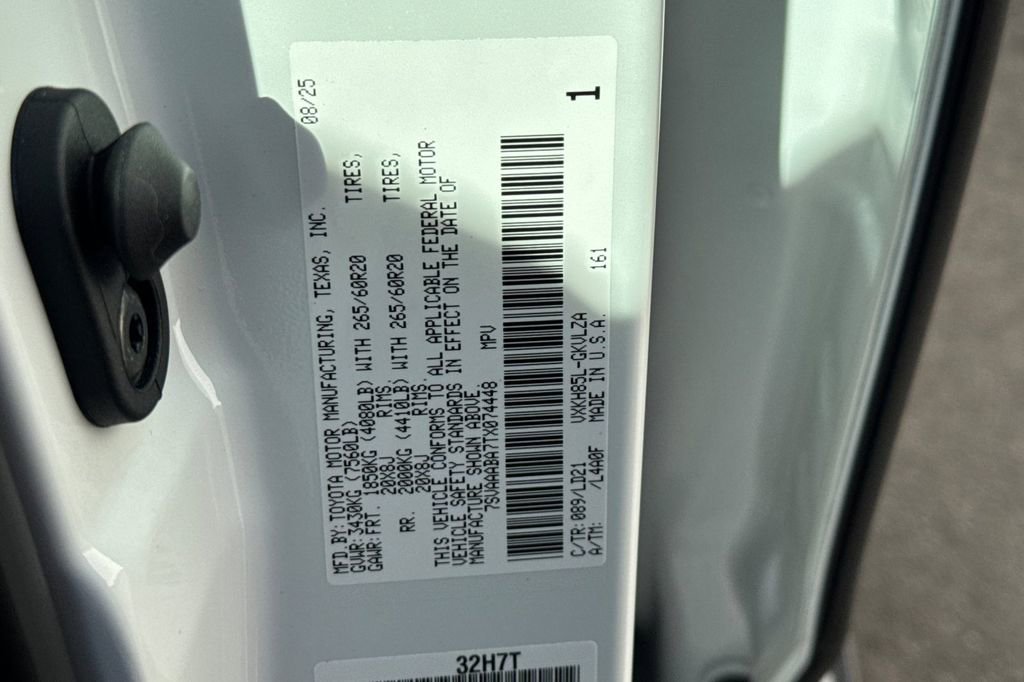 MFD.BY:TOYOTA MOTOR MANUFACTURING, TEXAS, INC. 08/25
GVWR:3430KG (7560LB)
GAWR:FRT. 1850KG (4080LB) WITH 265/60R20 TIRES,
20X8J RIMS.
RR. 2000KG (4410LB) WITH 265/60R20 TIRES,
20X8J RIMS.
THIS VEHICLE CONFORMS TO ALL APPLICABLE FEDERAL MOTOR
VEHICLE SAFETY STANDARDS IN EFFECT ON THE DATE OF
MANUFACTURE SHOWN ABOVE.
7SVAAABA7TX074448 MPV
1
C/TR:089/LD21 VXKH85L-GKVLZA
A/TM: /L4A0F MADE IN U.S.A. 161
32H7T